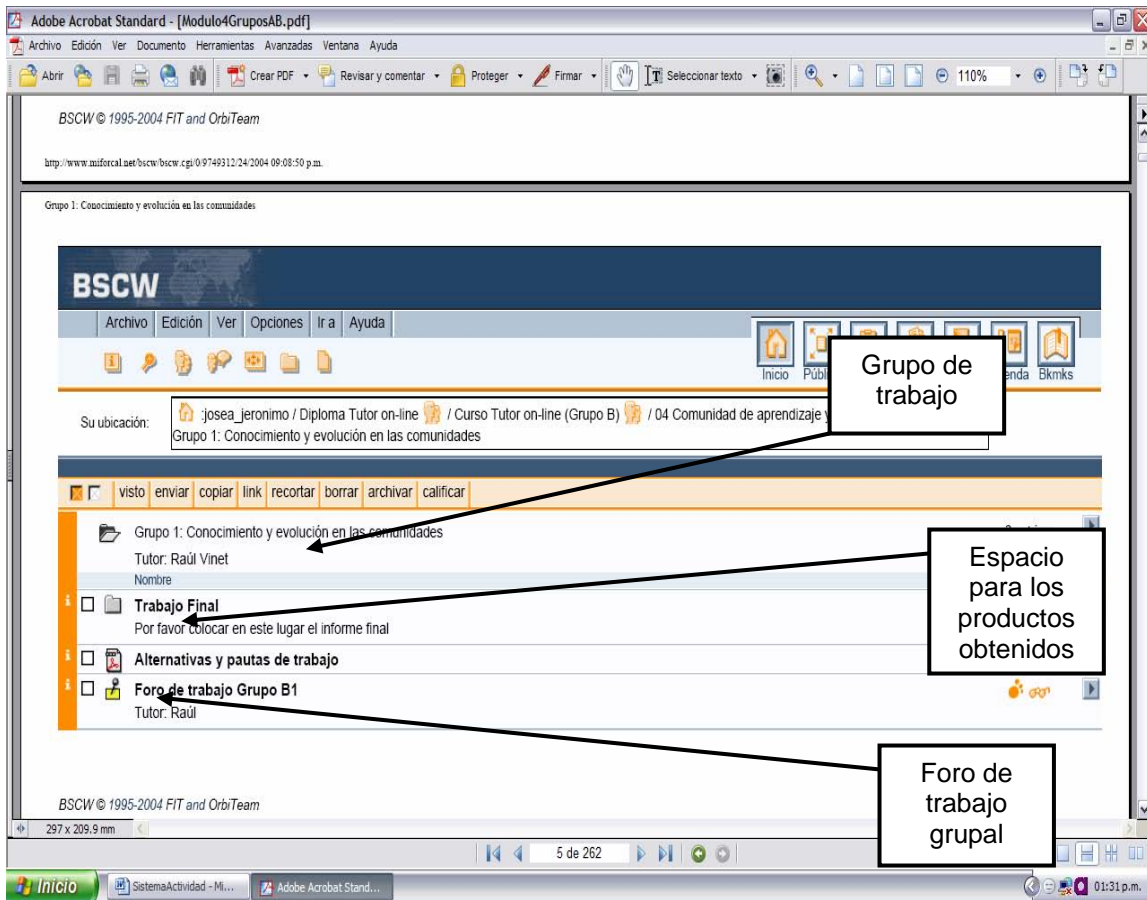 Adobe Acrobat Standard - [Modulo4GruposAB.pdf]
Archivo Edición Ver Documento Herramientas Avanzadas Ventana Ayuda
Abrir Crear PDF Revisar y comentar Proteger Firmar Seleccionar texto 110%
BSCW © 1995-2004 FIT and OrbiTeam
http://www.miforcal.net/bscw/bscw.cgi/0/9749312/24/2004 09:08:50 p.m.
Grupo 1: Conocimiento y evolución en las comunidades
BSCW
Archivo Edición Ver Opciones Ir a Ayuda
Inicio Bkmks
Grupo de
trabajo
Su ubicación: :josea_jeronimo / Diploma Tutor on-line / Curso Tutor on-line (Grupo B) / 04 Comunidad de aprendizaje y
Grupo 1: Conocimiento y evolución en las comunidades
visto enviar copiar link recortar borrar archivar calificar
Grupo 1: Conocimiento y evolución en las comunidades
Tutor: Raúl Vinet
Nombre
Espacio
para los
productos
obtenidos
Trabajo Final
Por favor colocar en este lugar el informe final
Alternativas y pautas de trabajo
Foro de trabajo Grupo B1
Tutor: Raúl
Foro de
trabajo
grupal
BSCW © 1995-2004 FIT and OrbiTeam
297 x 209.9 mm
5 de 262
Inicio SistemaActividad - Mi... Adobe Acrobat Stand... 01:31 p.m.